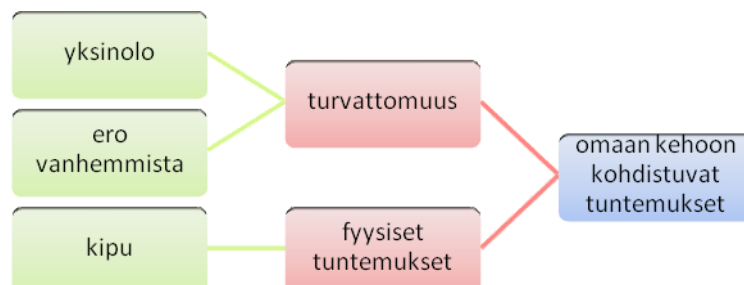 yksinolo
ero
vanhemmista
kipu
turvattomuus
fyysiset
tuntemukset
omaan kehoon
kohdistuvat
tuntemukset